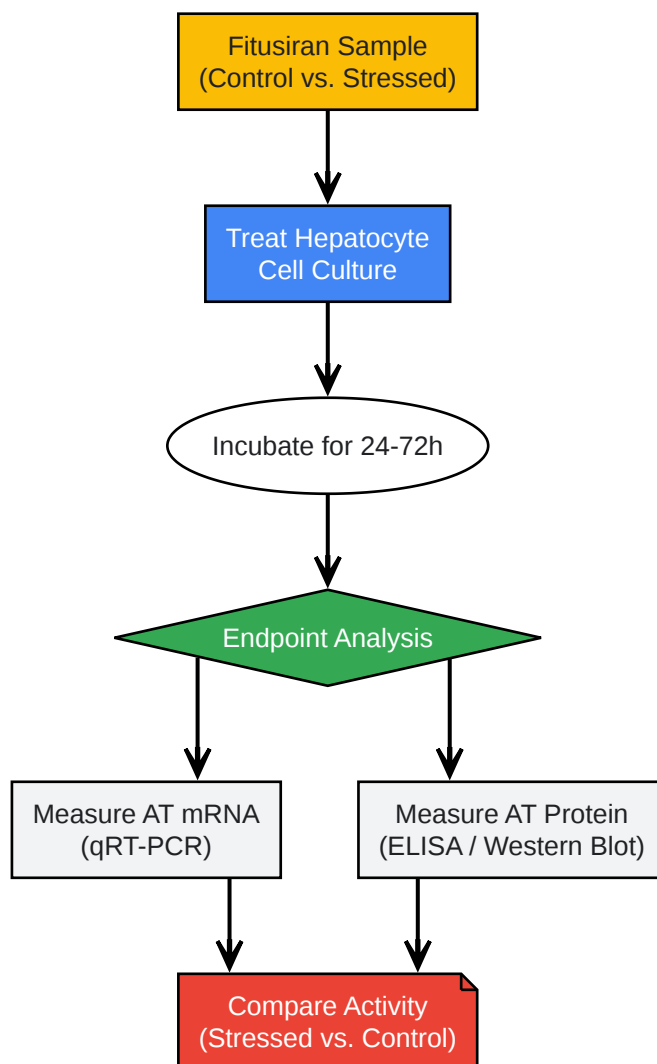 Fitusiran Sample
(Control vs. Stressed)
Treat Hepatocyte
Cell Culture
Incubate for 24-72h
Endpoint Analysis
Measure AT mRNA
(qRT-PCR)
Measure AT Protein
(ELISA / Western Blot)
Compare Activity
(Stressed vs. Control)